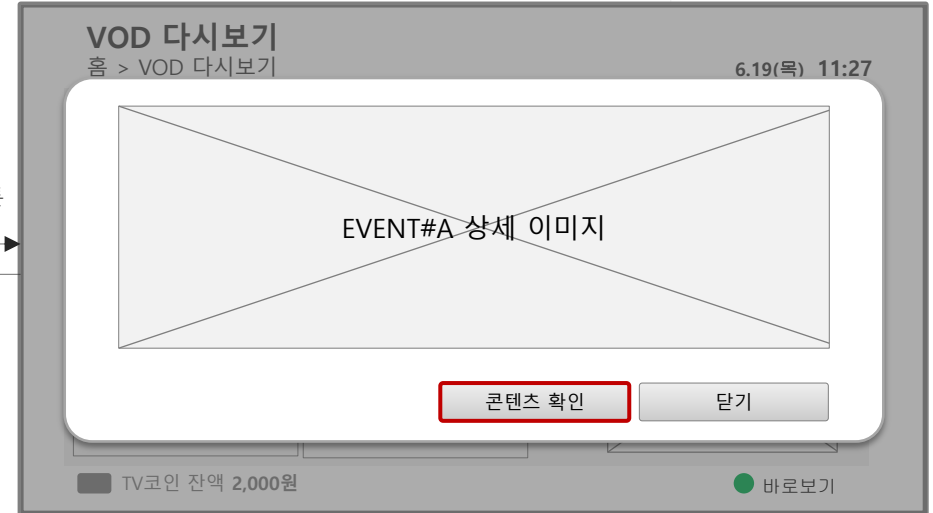 VOD 다시보기
홈 > VOD 다시보기
6.19(목) 11:27
EVENT#A 상세 이미지
콘텐츠 확인
닫기
TV코인 잔액 2,000원
바로보기